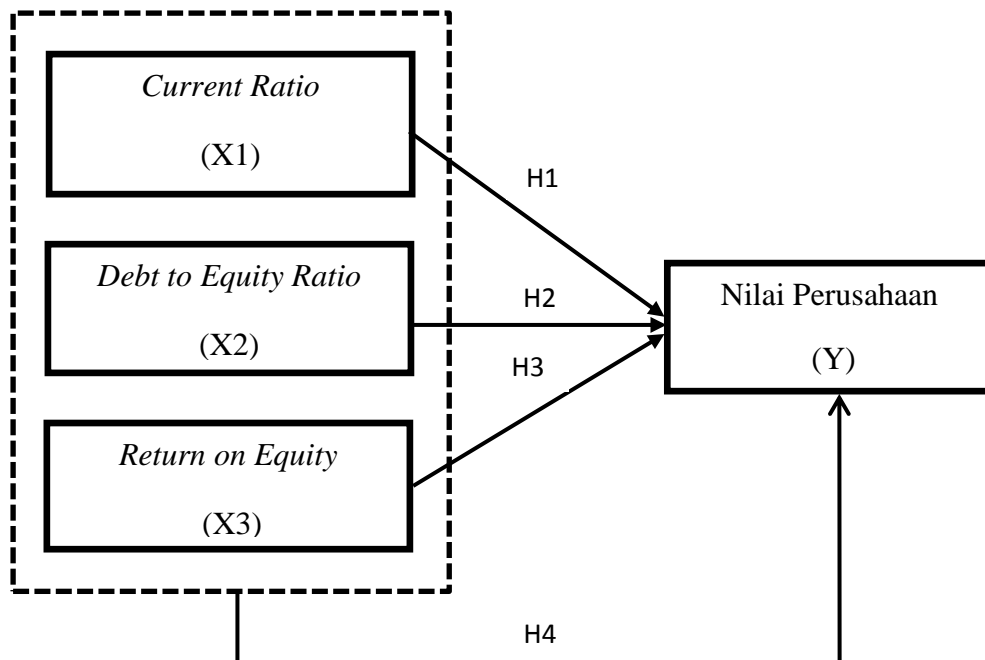 Current Ratio
(X1)
H1
Debt to Equity Ratio
(X2)
H2
Nilai Perusahaan
(Y)
H3
Return on Equity
(X3)
H4